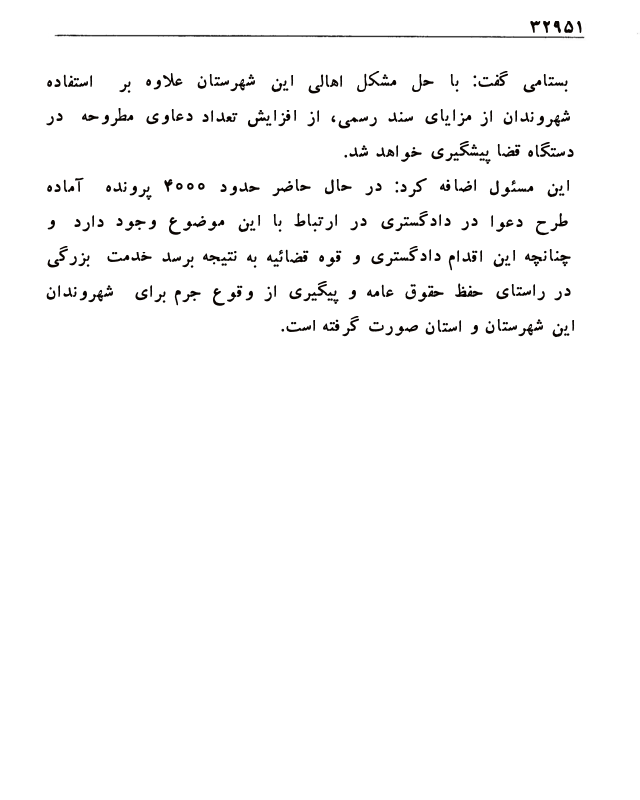 ۳۲۹۵۱
بستامی گفت: با حل مشکل اهالی این شهرستان علاوه بر استفاده
شهروندان از مزایای سند رسمی، از افزایش تعداد دعاوی مطروحه در
دستگاه قضا پیشگیری خواهد شد.
این مسئول اضافه کرد: در حال حاضر حدود ۴۰۰۰ پرونده آماده
طرح دعوا در دادگستری در ارتباط با این موضوع وجود دارد و
چنانچه این اقدام دادگستری و قوه قضائیه به نتیجه برسد خدمت بزرگی
در راستای حفظ حقوق عامه و پیگیری از وقوع جرم برای شهروندان
این شهرستان و استان صورت گرفته است.